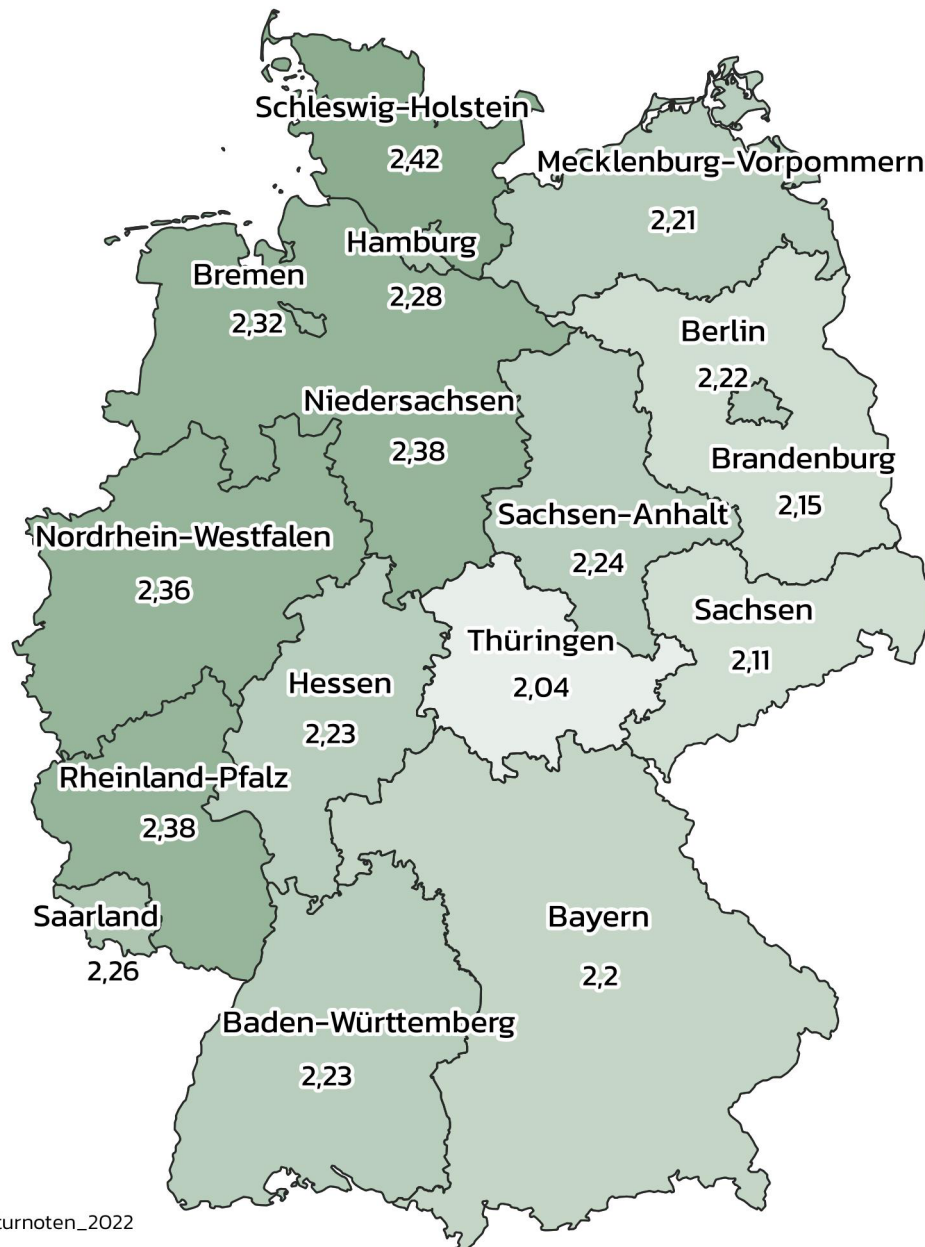 Schleswig-Holstein
2,42
Mecklenburg-Vorpommern
2,21
Hamburg
2,28
Bremen
2,32
Berlin
2,22
Niedersachsen
2,38
Brandenburg
2,15
Sachsen-Anhalt
2,24
Nordrhein-Westfalen
2,36
Sachsen
2,11
Thüringen
2,04
Hessen
2,23
Rheinland-Pfalz
2,38
Saarland
2,26
Bayern
2,2
Baden-Württemberg
2,23
turnoten_2022